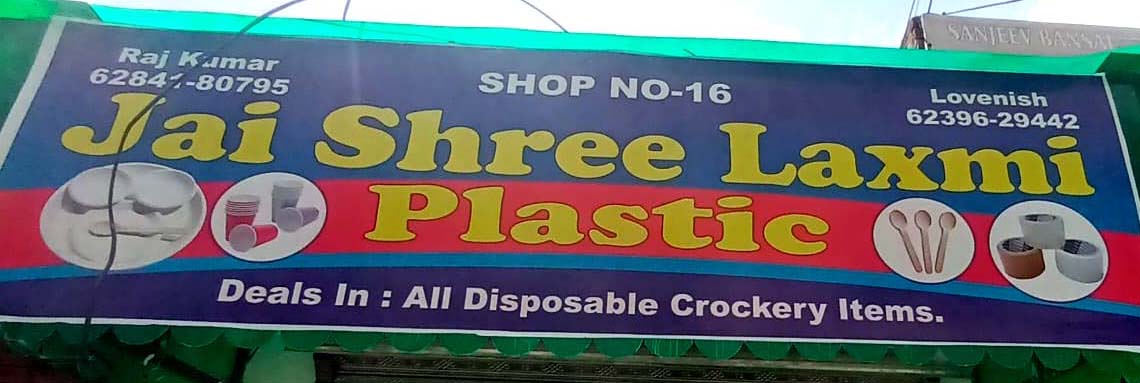 SANJEEV BANSAL
Raj Kumar
SHOP NO-16
Lovenish
62396-29442
Jai Shree Laxmi
Plastic
Deals In : All Disposable Crockery Items.